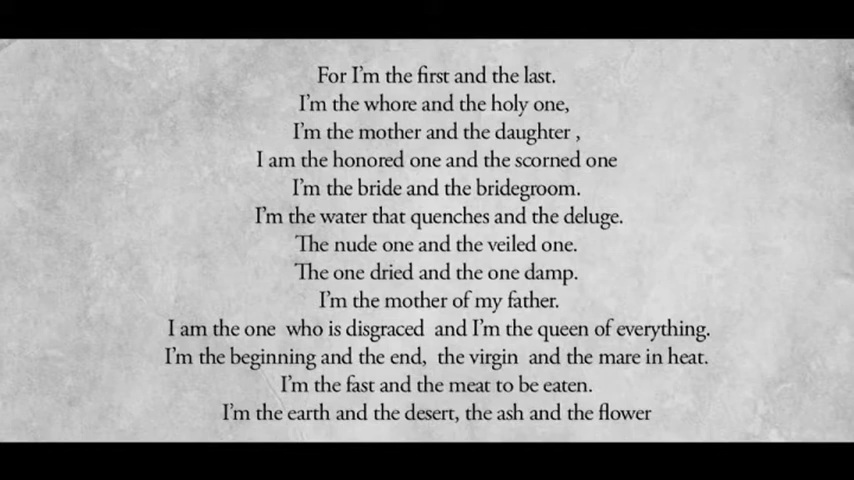 For I'm the first and the last.
I'm the whore and the holy one,
I'm the mother and the daughter ,
I am the honored one and the scorned one
I'm the bride and the bridegroom.
I'm the water that quenches and the deluge.
The nude one and the veiled one.
The one dried and the one damp.
I'm the mother of my father.
I am the one  who is disgraced  and I'm the queen of everything.
I'm the beginning and the end,  the virgin  and the mare in heat.
I'm the fast and the meat to be eaten.
I'm the earth and the desert, the ash and the flower